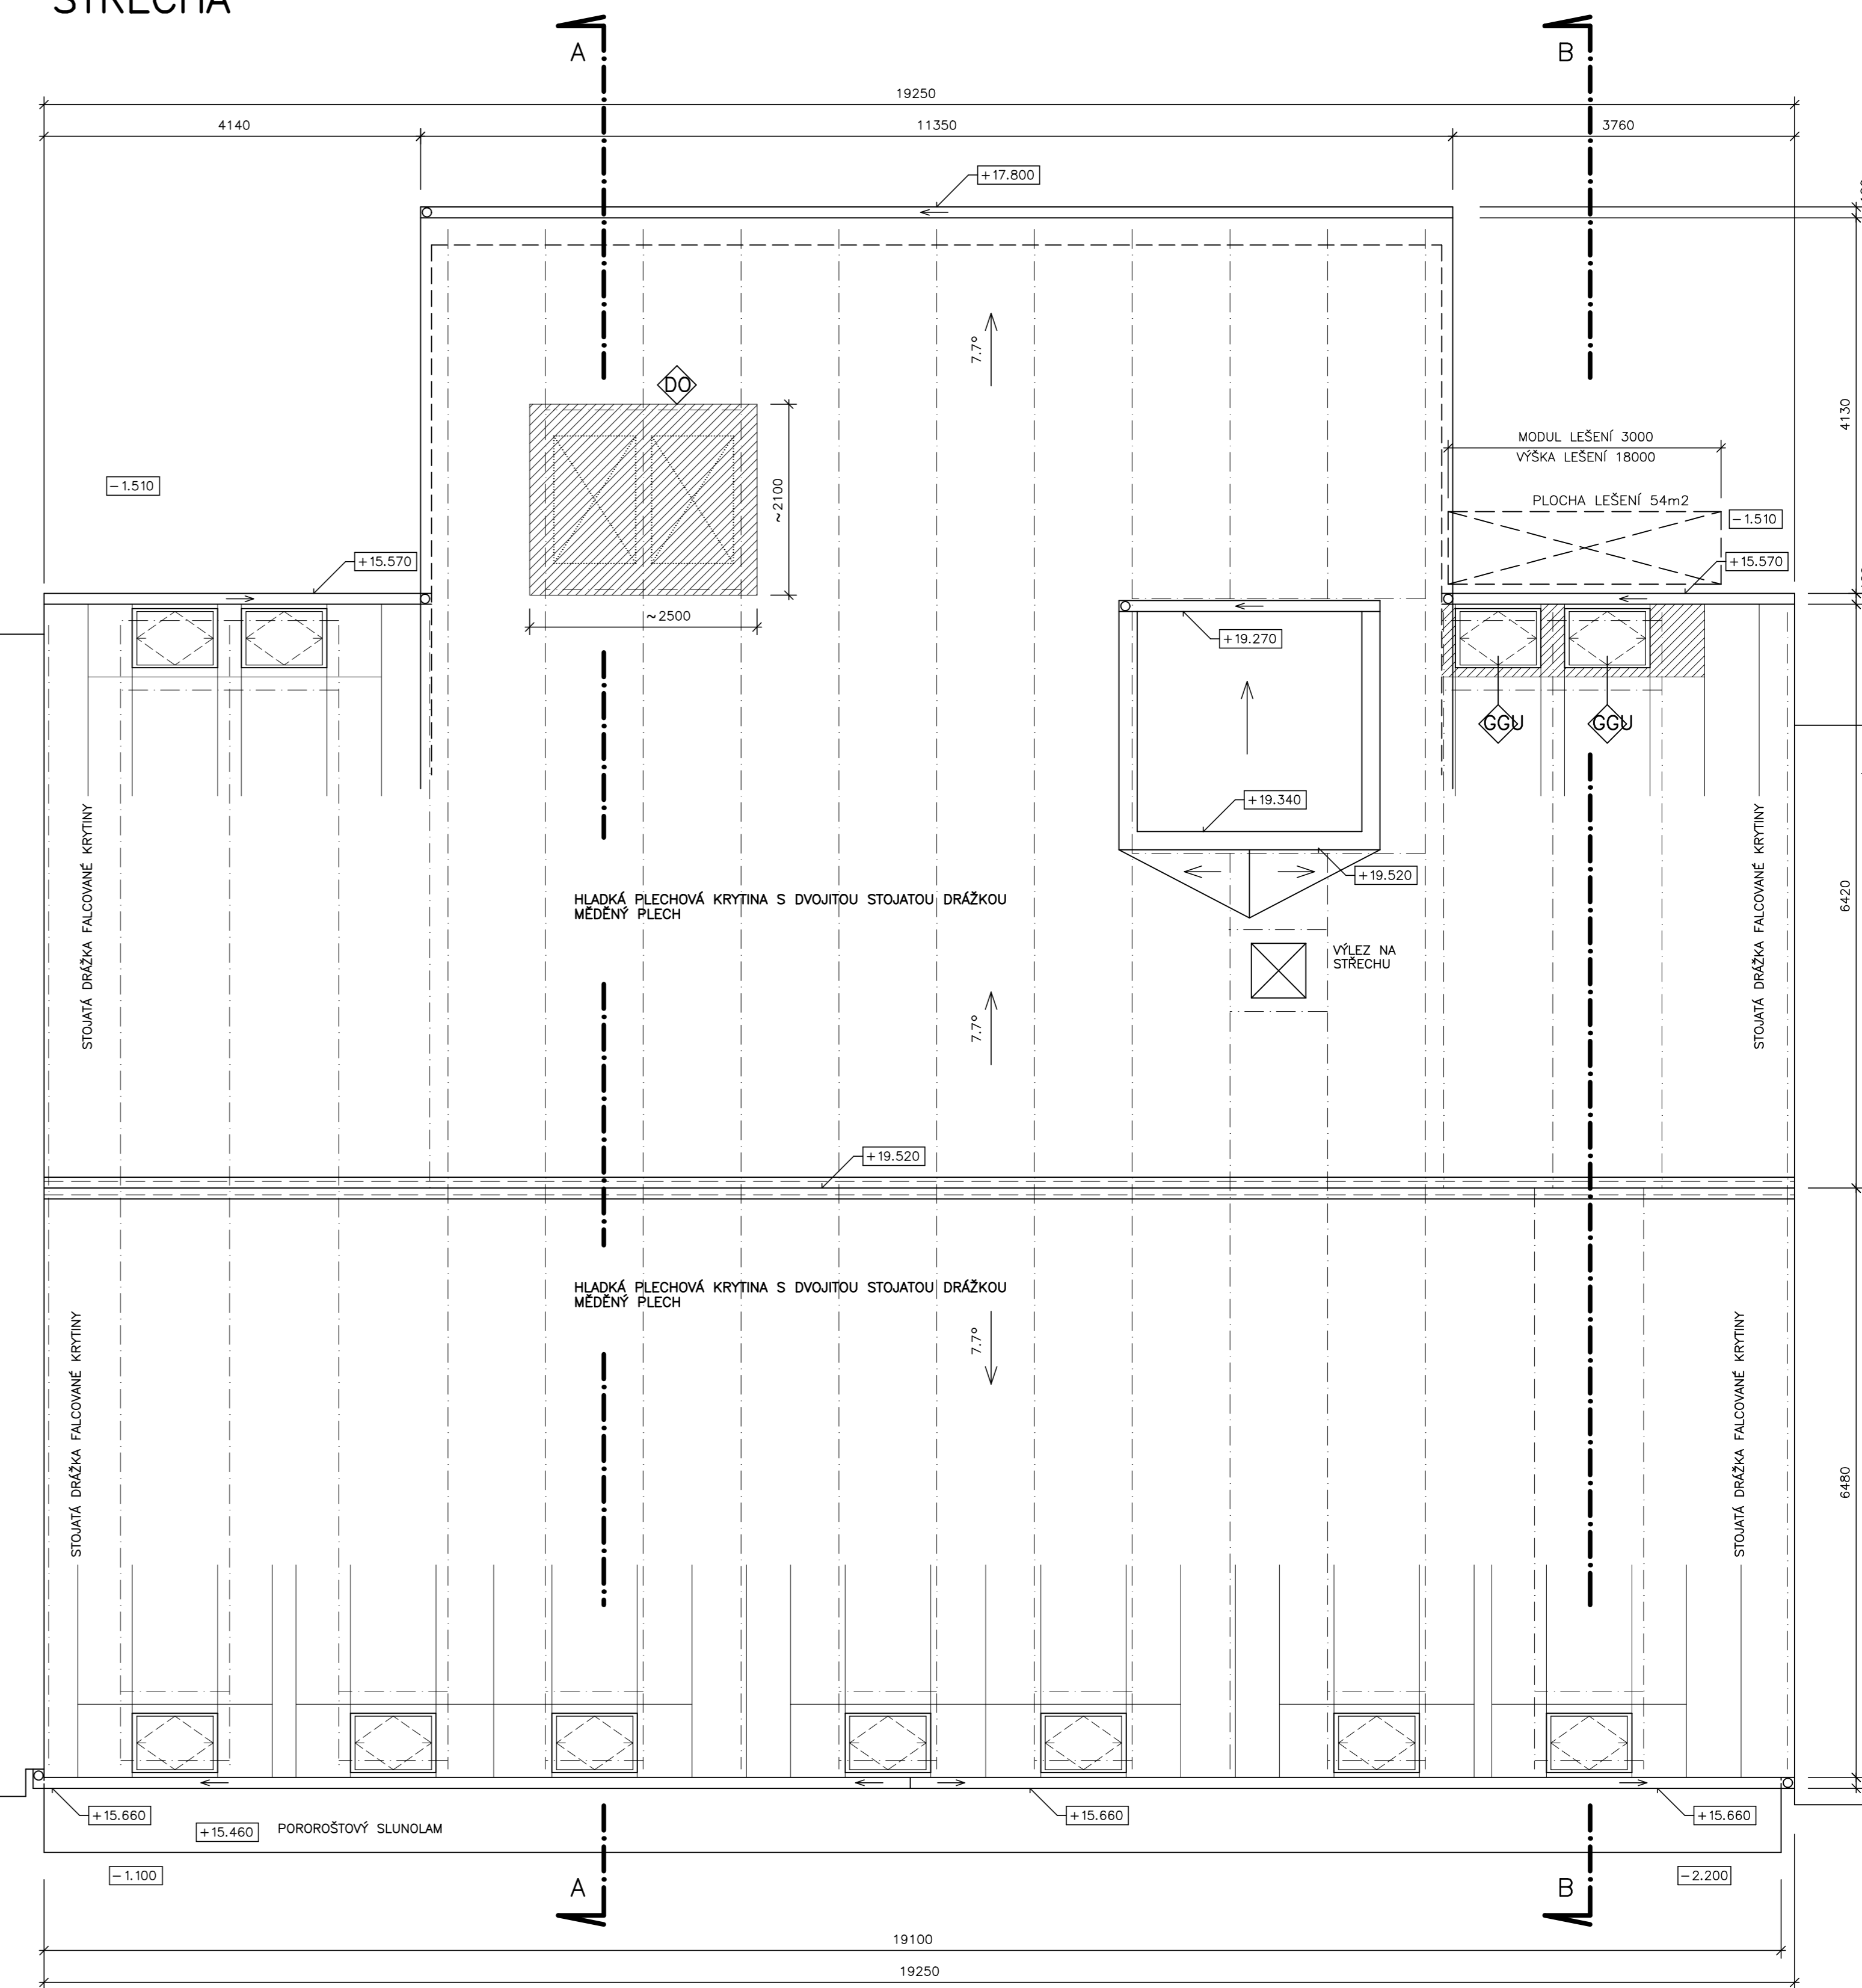 STŘECHA
A
B
19250
4140
11350
3760
+17.800
7.7°
DO
4130
MODUL LEŠENÍ 3000
VÝŠKA LEŠENÍ 18000
-1.510
~2100
PLOCHA LEŠENÍ 54m2
-1.510
+15.570
+15.570
~2500
+19.270
GGU
GGU
+19.340
STOJATÁ DRÁŽKA FALCOVANÉ KRYTINY
STOJATÁ DRÁŽKA FALCOVANÉ KRYTINY
+19.520
HLADKÁ PLECHOVÁ KRYTINA S DVOJITOU STOJATOU DRÁŽKOU
MĚDĚNÝ PLECH
6420
VÝLEZ NA
STŘECHU
7.7°
+19.520
HLADKÁ PLECHOVÁ KRYTINA S DVOJITOU STOJATOU DRÁŽKOU
MĚDĚNÝ PLECH
7.7°
STOJATÁ DRÁŽKA FALCOVANÉ KRYTINY
STOJATÁ DRÁŽKA FALCOVANÉ KRYTINY
6480
+15.660
+15.660
+15.660
+15.460 POROROŠTOVÝ SLUNOLAM
-1.100
-2.200
A
B
19100
19250